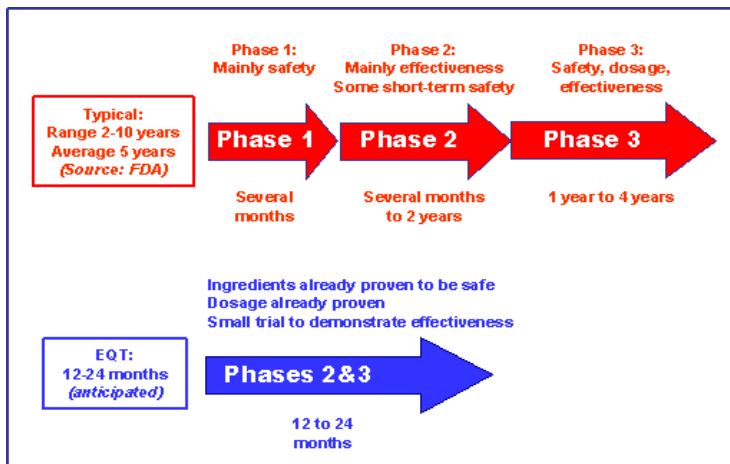 Phase 1:
Mainly safety
Phase 2:
Mainly effectiveness
Some short-term safety
Phase 3:
Safety, dosage,
effectiveness
Typical:
Range 2-10 years
Average 5 years
(Source: FDA)
Phase 1
Phase 2
Phase 3
Several
months
Several months
to 2 years
1 year to 4 years
Ingredients already proven to be safe
Dosage already proven
Small trial to demonstrate effectiveness
EQT:
12-24 months
(anticipated)
Phases 2&3
12 to 24
months